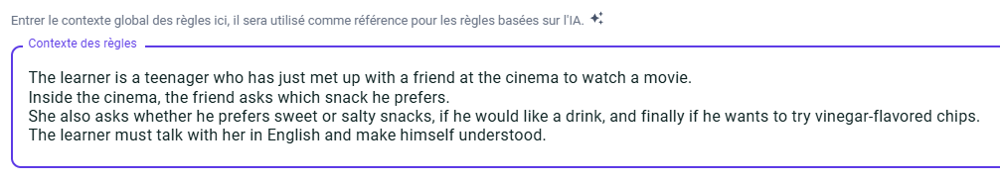 Entrer le contexte global des règles ici, il sera utilisé comme référence pour les règles basées sur l'IA.
Contexte des règles
The learner is a teenager who has just met up with a friend at the cinema to watch a movie.
Inside the cinema, the friend asks which snack he prefers.
She also asks whether he prefers sweet or salty snacks, if he would like a drink, and finally if he wants to try vinegar-flavored chips.
The learner must talk with her in English and make himself understood.